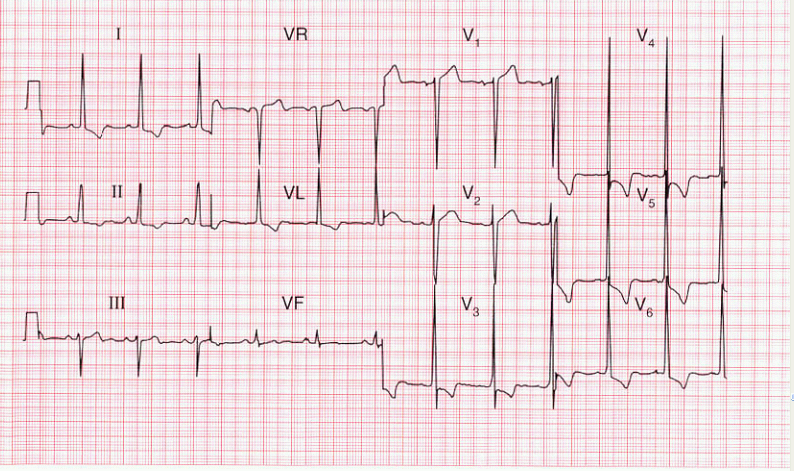 I VR V₁ V₄
II VL V₂ V₅
III VF V₃ V₆